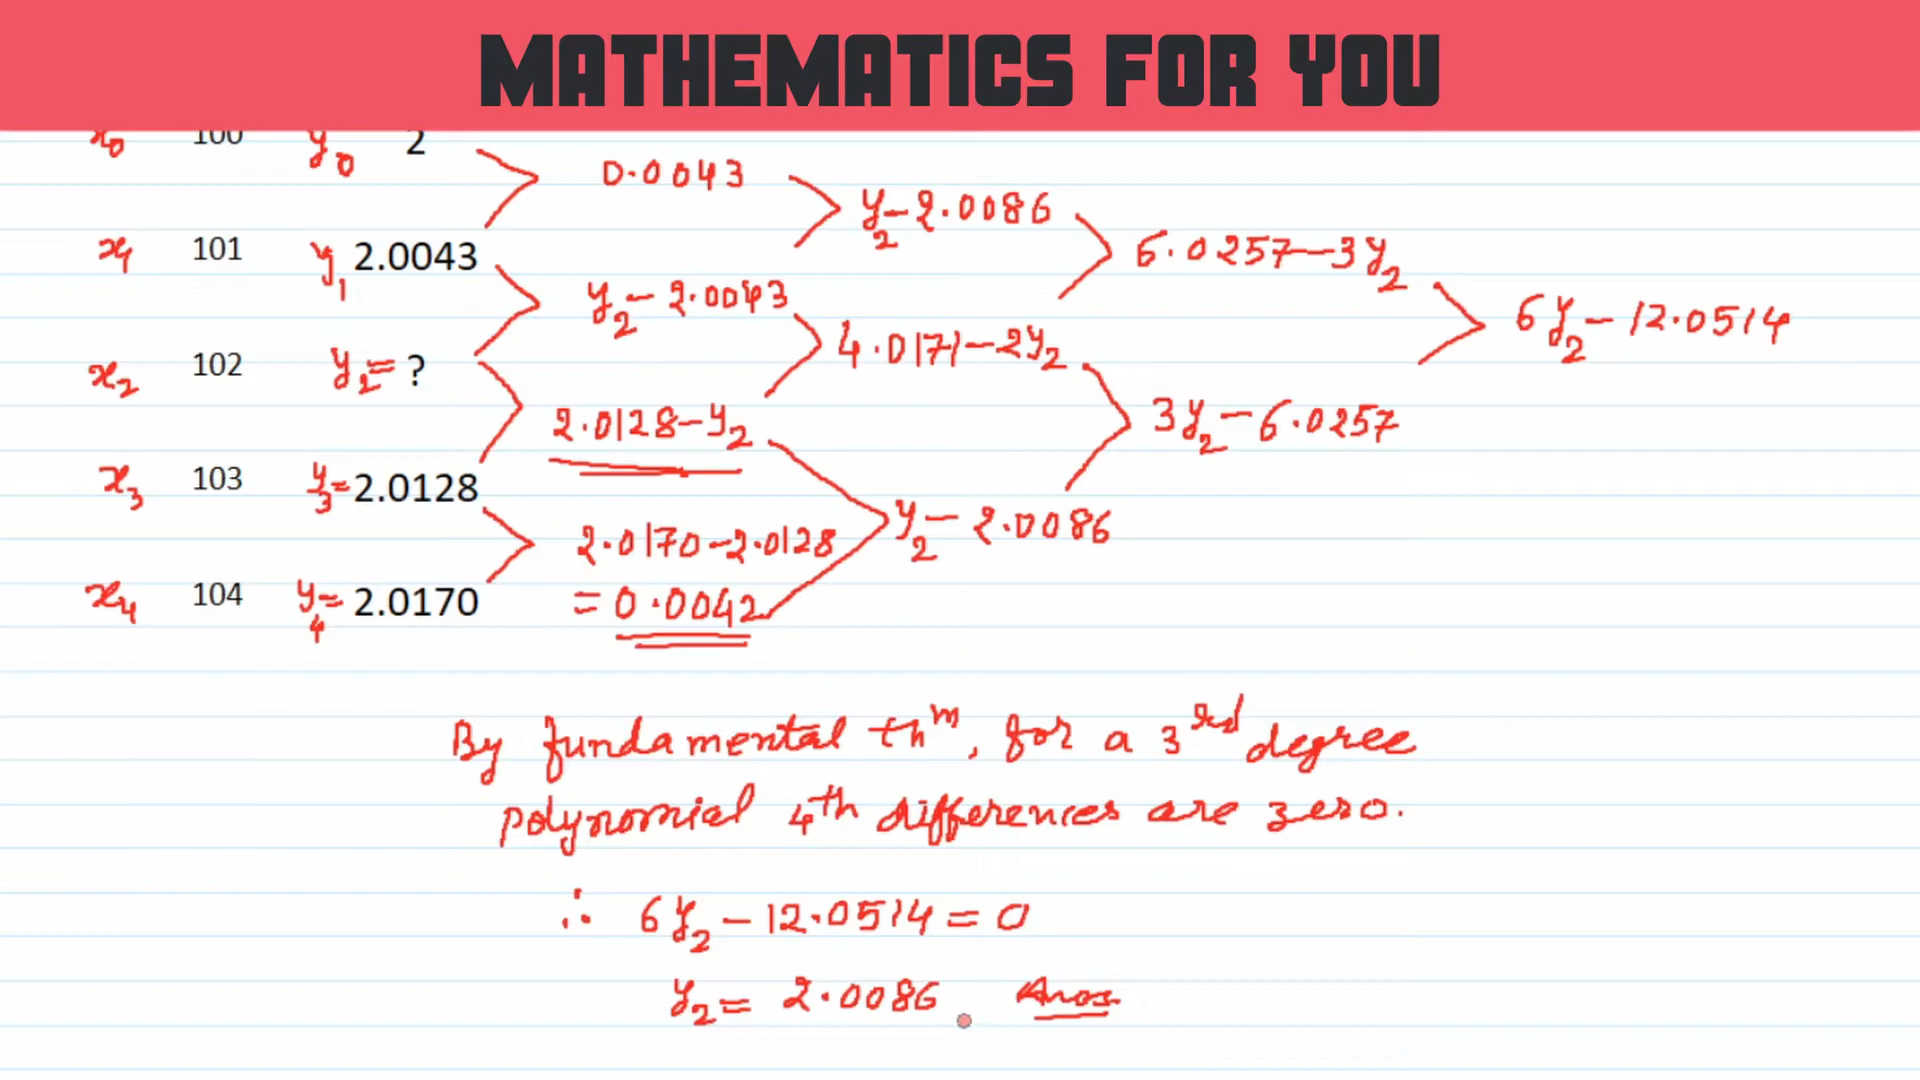 MATHEMATICS FOR YOU
x0 100 y0 2
0.0043
y2-2.0086
x1 101 y1 2.0043
6.0257-3y2
y2-2.0043
6y2-12.0514
4.0171-2y2
x2 102 y2= ?
2.0128-y2
3y2-6.0257
x3 103 y3= 2.0128
y2-2.0086
2.0170-2.0128
x4 104 y4= 2.0170
= 0.0042
By fundamental thm, for a 3rd degree
polynomial 4th differences are zero.
∴ 6y2-12.0514=0
y2= 2.0086 Ans.